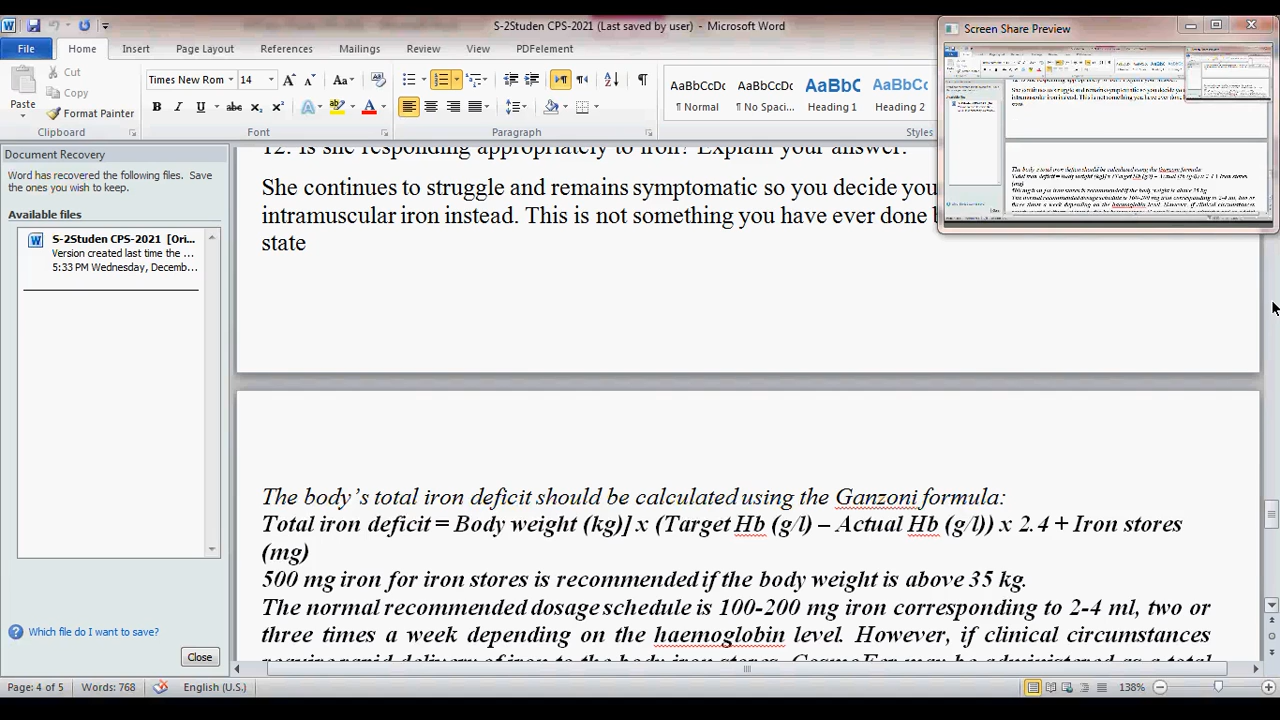 S-2Studen CPS-2021 (Last saved by user) - Microsoft Word
Screen Share Preview
File Home Insert Page Layout References Mailings Review View PDFelement
Cut
Copy
Paste
Format Painter
Times New Rom 14
AaBbCcDc AaBbCcDc AaBbC AaBbC
¶ Normal ¶ No Spaci... Heading 1 Heading 2
Clipboard Font Paragraph Styles
Document Recovery
Word has recovered the following files. Save
the ones you wish to keep.
Available files
S-2Studen CPS-2021 [Ori...
Version created last time the ...
5:33 PM Wednesday, Decemb...
Which file do I want to save?
Close
12. Is she responding appropriately to iron? Explain your answer.
She continues to struggle and remains symptomatic so you decide you
intramuscular iron instead. This is not something you have ever done
state
The body’s total iron deficit should be calculated using the Ganzoni formula:
Total iron deficit = Body weight (kg)] x (Target Hb (g/l) – Actual Hb (g/l)) x 2.4 + Iron stores
(mg)
500 mg iron for iron stores is recommended if the body weight is above 35 kg.
The normal recommended dosage schedule is 100-200 mg iron corresponding to 2-4 ml, two or
three times a week depending on the haemoglobin level. However, if clinical circumstances
Page: 4 of 5 Words: 768 English (U.S.) 138%